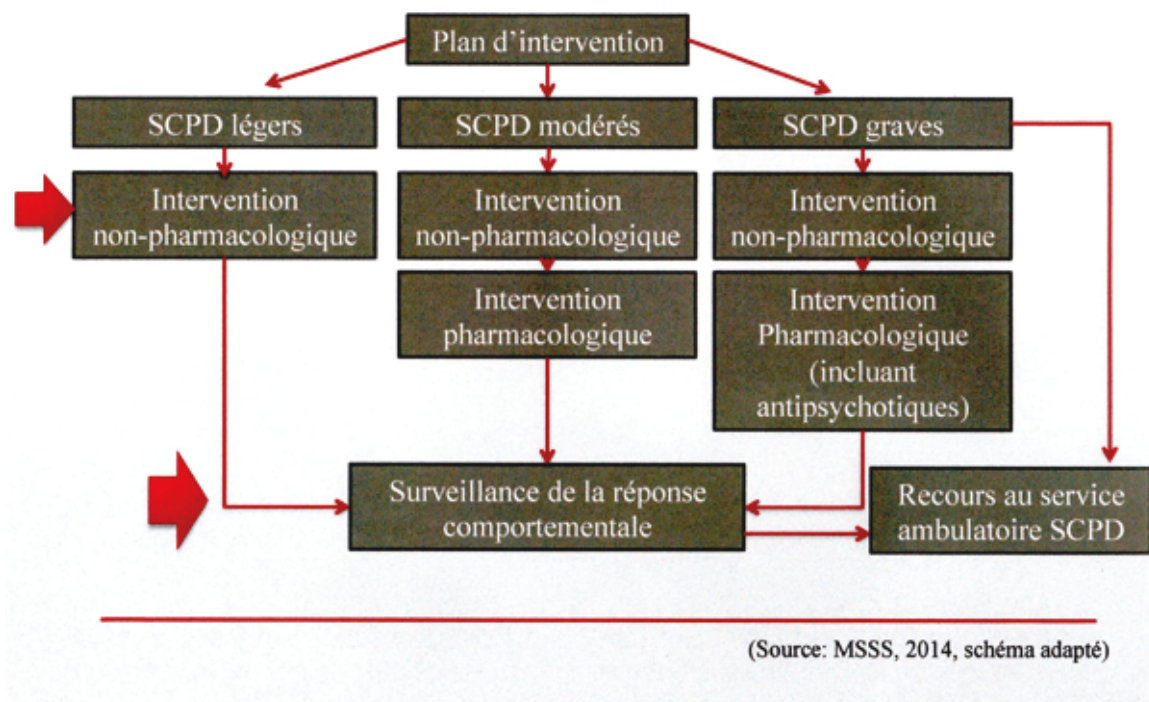 Plan d'intervention
SCPD légers
SCPD modérés
SCPD graves
Intervention
non-pharmacologique
Intervention
non-pharmacologique
Intervention
non-pharmacologique
Intervention
pharmacologique
Intervention
Pharmacologique
(incluant
antipsychotiques)
Surveillance de la réponse
comportementale
Recours au service
ambulatoire SCPD
(Source: MSSS, 2014, schéma adapté)